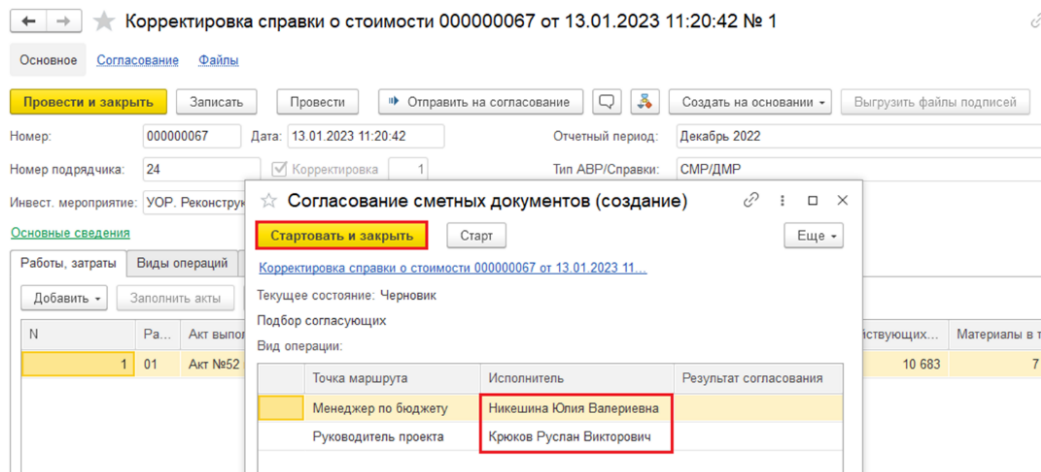 Корректировка справки о стоимости 000000067 от 13.01.2023 11:20:42 № 1
Основное Согласование Файлы
Провести и закрыть Записать Провести Отправить на согласование Создать на основании Выгрузить файлы подписей
Номер: 000000067 Дата: 13.01.2023 11:20:42 Отчетный период: Декабрь 2022
Номер подрядчика: 24 Корректировка 1 Тип АВР/Справки: СМР/ДМР
Инвест. мероприятие: УОР. Реконстру
Основные сведения
Работы, затраты Виды операций
Добавить Заполнить акты
N Ра... Акт выпол йствующих... Материалы в т
1 01 Акт №52 10 683 7
Согласование сметных документов (создание)
Стартовать и закрыть Старт Еще
Корректировка справки о стоимости 000000067 от 13.01.2023 11...
Текущее состояние: Черновик
Подбор согласующих
Вид операции:
Точка маршрута Исполнитель Результат согласования
Менеджер по бюджету Никешина Юлия Валериевна
Руководитель проекта Крюков Руслан Викторович